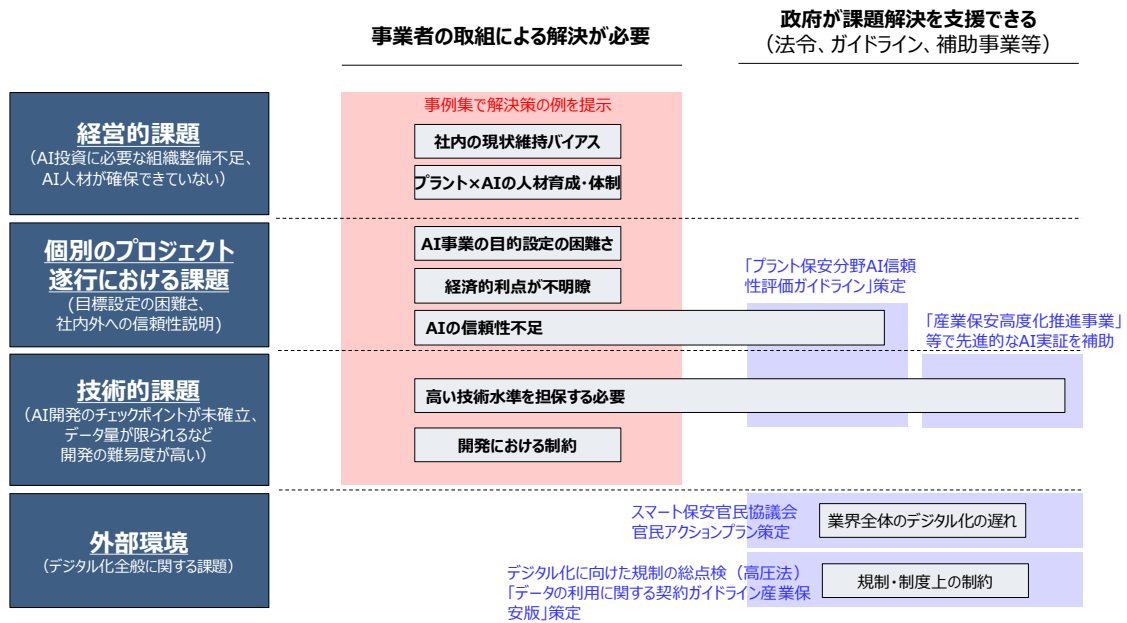 事業者の取組による解決が必要
政府が課題解決を支援できる
（法令、ガイドライン、補助事業等）
経営的課題
（AI投資に必要な組織整備不足、
AI人材が確保できていない）
事例集で解決策の例を提示
社内の現状維持バイアス
プラント×AIの人材育成・体制
個別のプロジェクト
遂行における課題
(目標設定の困難さ、
社内外への信頼性説明)
AI事業の目的設定の困難さ
経済的利点が不明瞭
AIの信頼性不足
「プラント保安分野AI信頼
性評価ガイドライン」策定
「産業保安高度化推進事業」
等で先進的なAI実証を補助
技術的課題
（AI開発のチェックポイントが未確立、
データ量が限られるなど
開発の難易度が高い）
高い技術水準を担保する必要
開発における制約
外部環境
（デジタル化全般に関する課題）
スマート保安官民協議会
官民アクションプラン策定
業界全体のデジタル化の遅れ
デジタル化に向けた規制の総点検（高圧法）
「データの利用に関する契約ガイドライン産業保
安版」策定
規制・制度上の制約